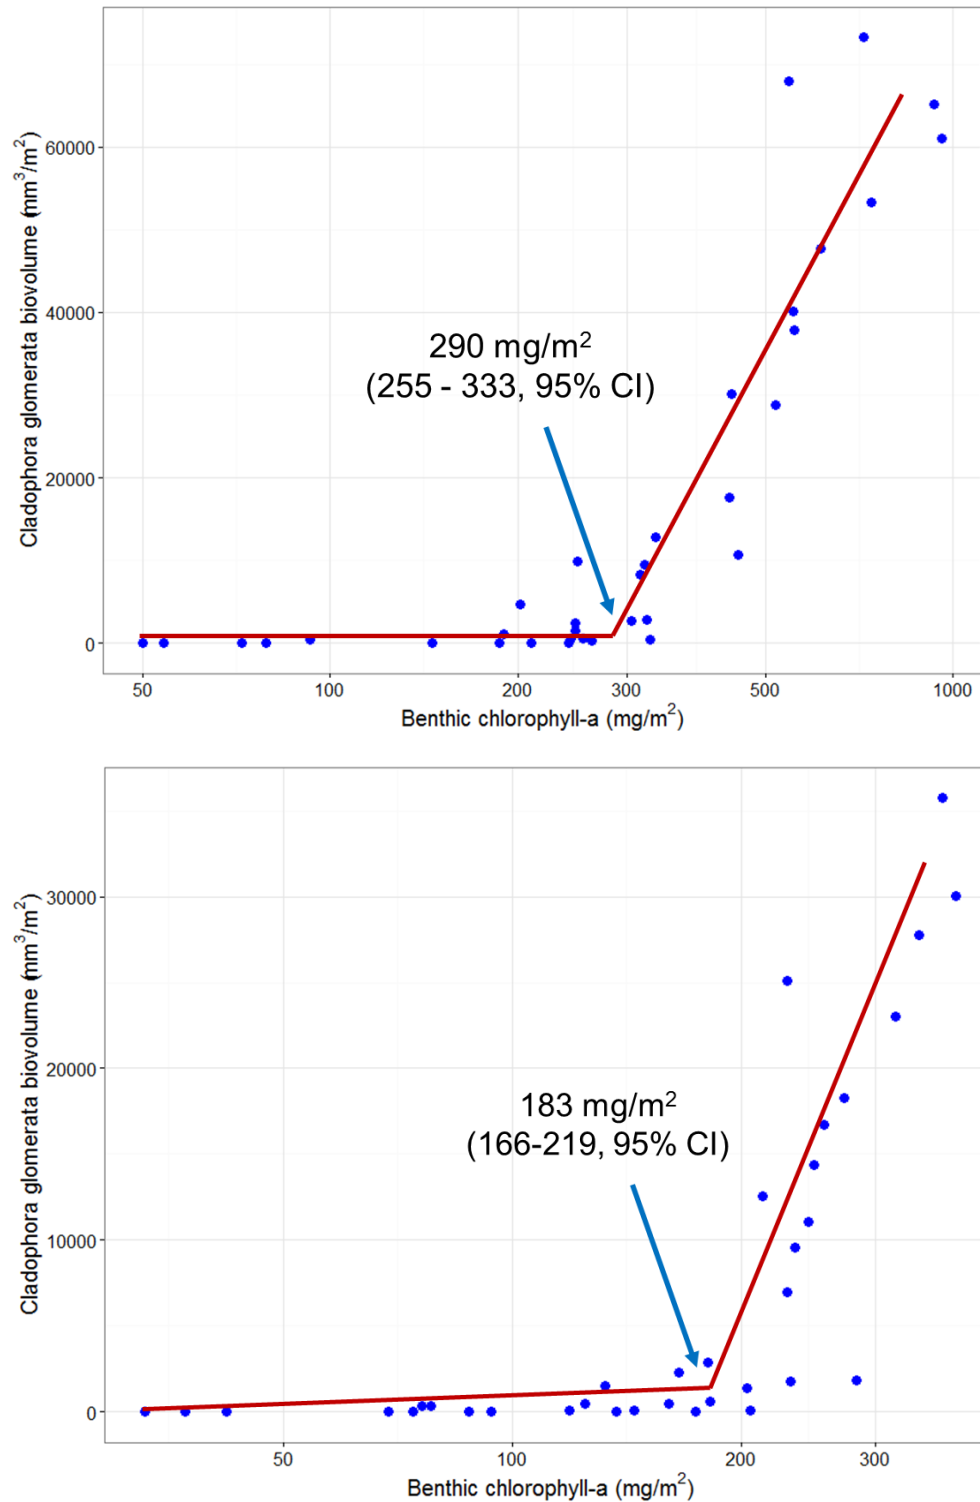 60000
40000
20000
0
Cladophora glomerata biovolume (mm³/m²)
290 mg/m²
(255 - 333, 95% CI)
50 100 200 300 500 1000
Benthic chlorophyll-a (mg/m²)
30000
20000
10000
0
Cladophora glomerata biovolume (mm³/m²)
183 mg/m²
(166-219, 95% CI)
50 100 200 300
Benthic chlorophyll-a (mg/m²)